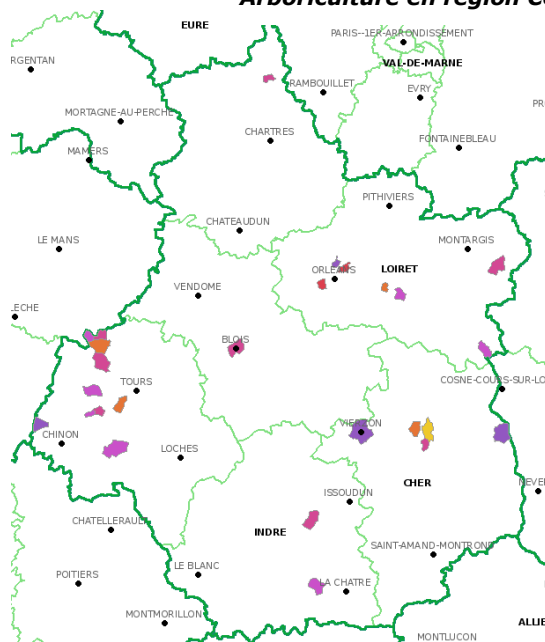 Arboriculture en région
EURE
PARIS--1ER-ARRONDISSEMENT
RGENTAN
VAL-DE-MARNE
RAMBOUILLET
EVRY
PR
MORTAGNE-AU-PERCHE
CHARTRES
FONTAINEBLEAU
MAMERS
PITHIVIERS
CHATEAUDUN
LE MANS
MONTARGIS
ORLEANS
LOIRET
VENDOME
LECHE
BLOIS
TOURS
COSNE-COURS-SUR-LO
VIERZON
CHINON
LOCHES
CHER
NEVER
ISSOUDUN
CHATELLERAULT
INDRE
SAINT-AMAND-MONTROND
LE BLANC
POITIERS
LA CHATRE
MONTMORILLON
ALLIE
MONTLUCON